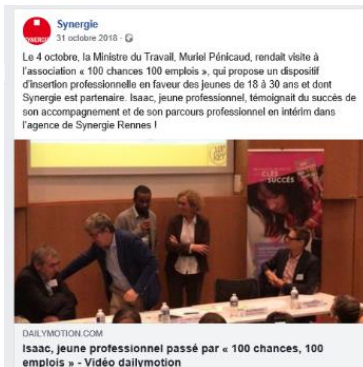 Synergie
31 octobre 2018 ·
Le 4 octobre, la Ministre du Travail, Muriel Pénicaud, rendait visite à
l'association « 100 chances 100 emplois », qui propose un dispositif
d'insertion professionnelle en faveur des jeunes de 18 à 30 ans et dont
Synergie est partenaire. Isaac, jeune professionnel, témoignait du succès de
son accompagnement et de son parcours professionnel en intérim dans
l'agence de Synergie Rennes !
SUCCÈS
DAILYMOTION.COM
Isaac, jeune professionnel passé par « 100 chances, 100
emplois » - Vidéo dailymotion